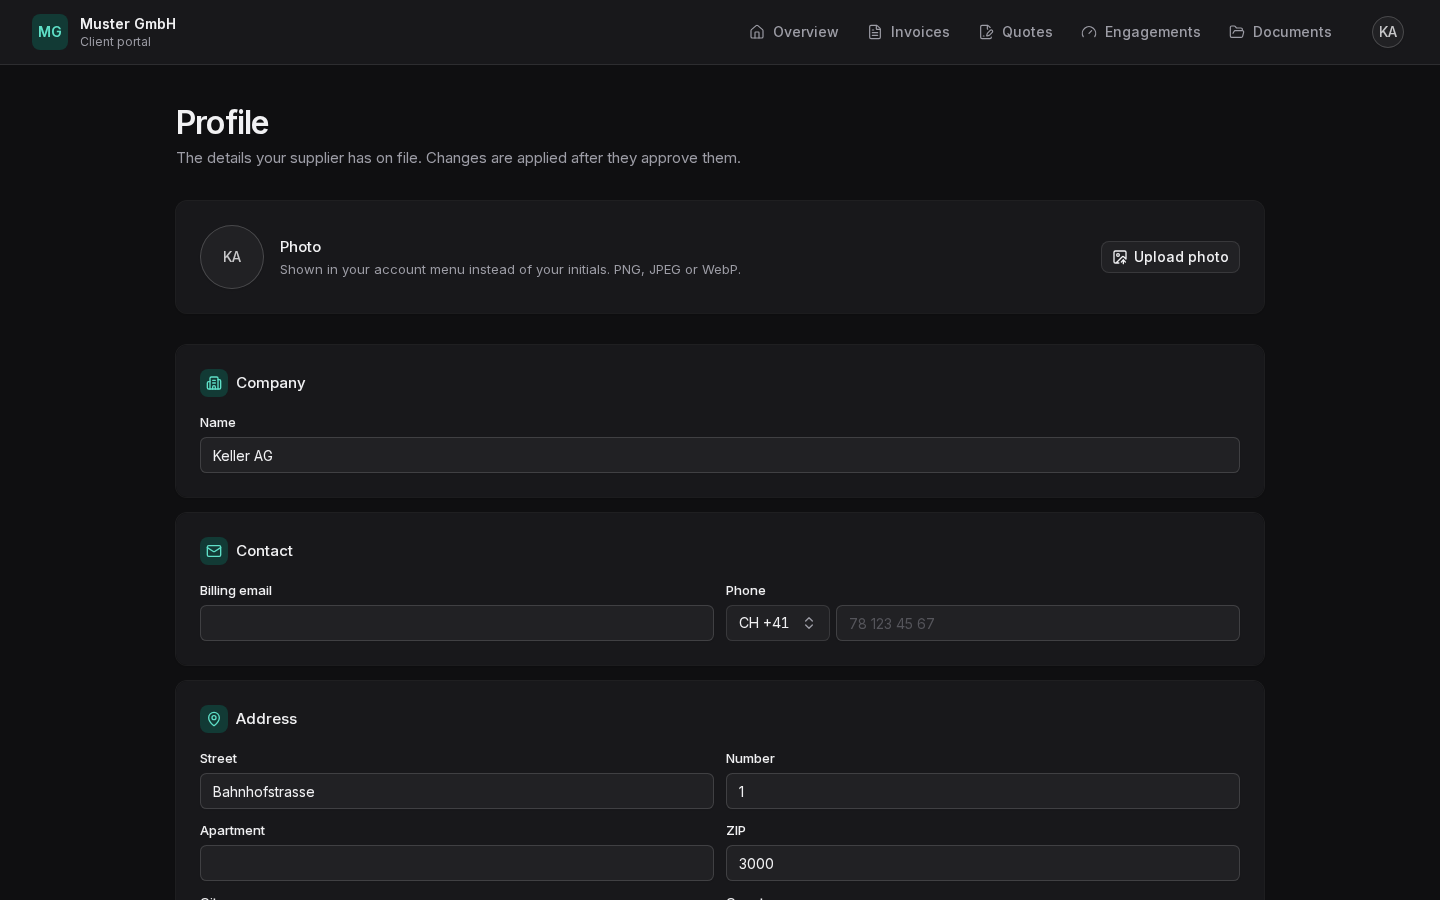 MG
Muster GmbH
Client portal
Overview
Invoices
Quotes
Engagements
Documents
KA
Profile
The details your supplier has on file. Changes are applied after they approve them.
KA
Photo
Shown in your account menu instead of your initials. PNG, JPEG or WebP.
Upload photo
Company
Name
Keller AG
Contact
Billing email
Phone
CH +41
78 123 45 67
Address
Street
Number
Bahnhofstrasse
1
Apartment
ZIP
3000